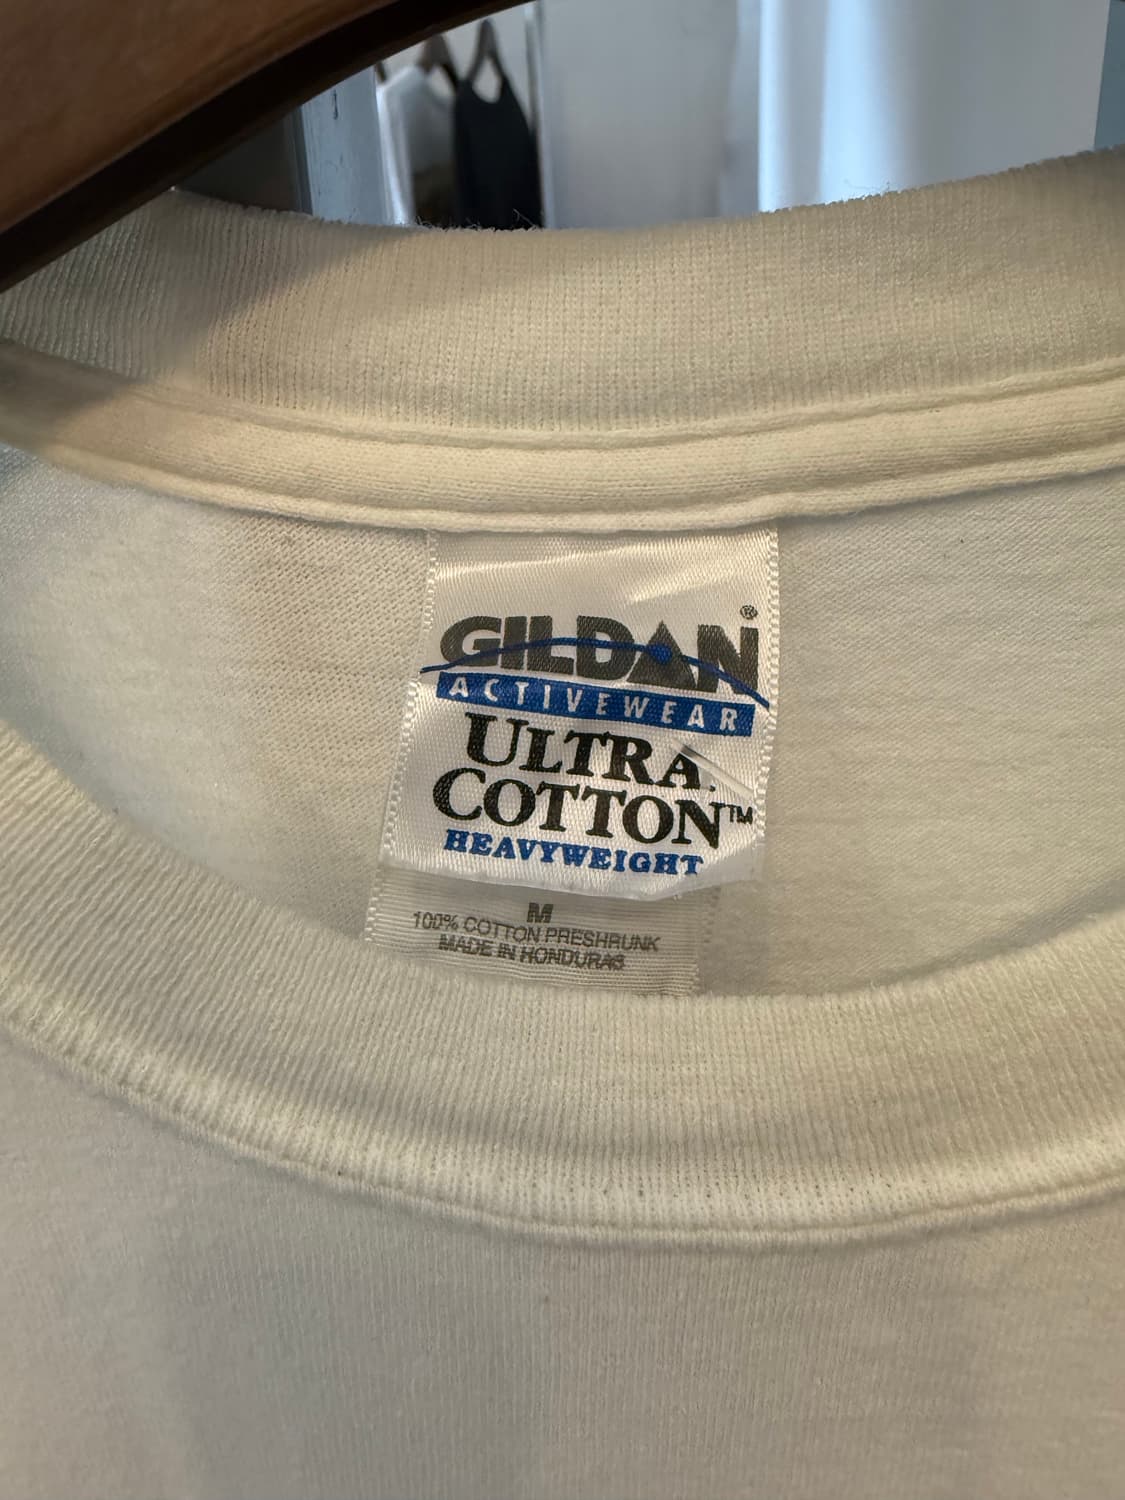 GILDAN®
ACTIVEWEAR
ULTRA
COTTON™
HEAVYWEIGHT
M
100% COTTON PRESHRUNK
MADE IN HONDURAS